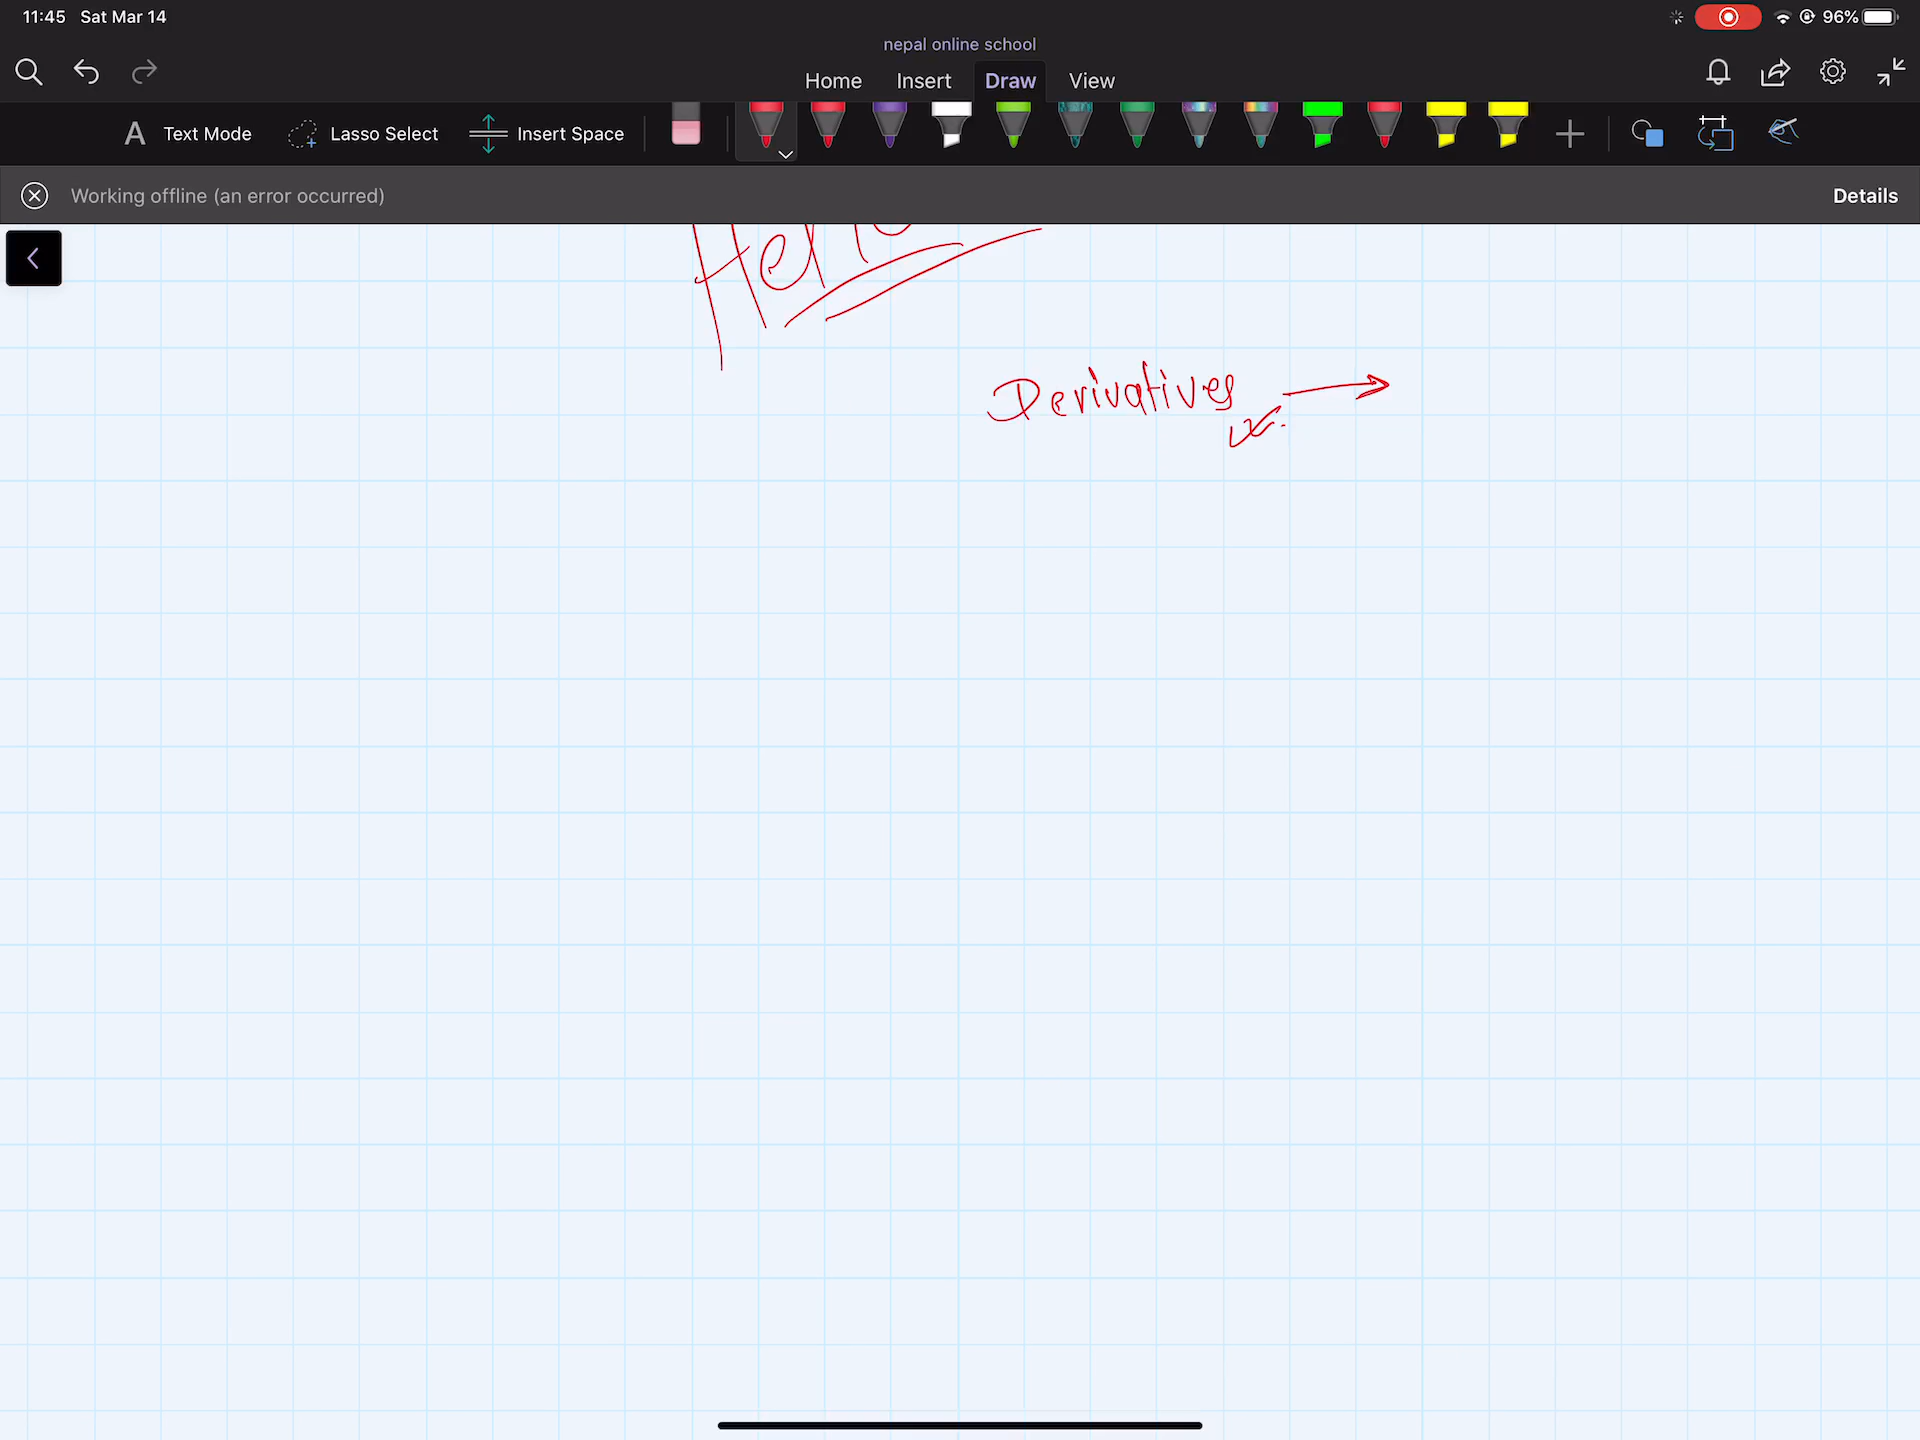 11:45 Sat Mar 14
96%
nepal online school
Home Insert Draw View
Text Mode Lasso Select Insert Space
Working offline (an error occurred) Details
Derivatives